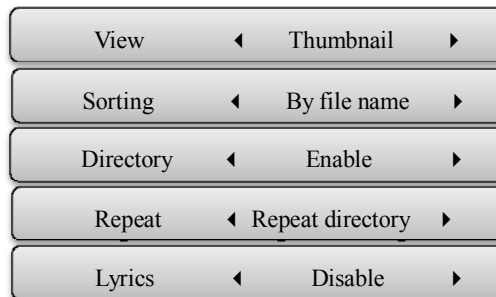 View ◀ Thumbnail ▶
Sorting ◀ By file name ▶
Directory ◀ Enable ▶
Repeat ◀ Repeat directory ▶
Lyrics ◀ Disable ▶